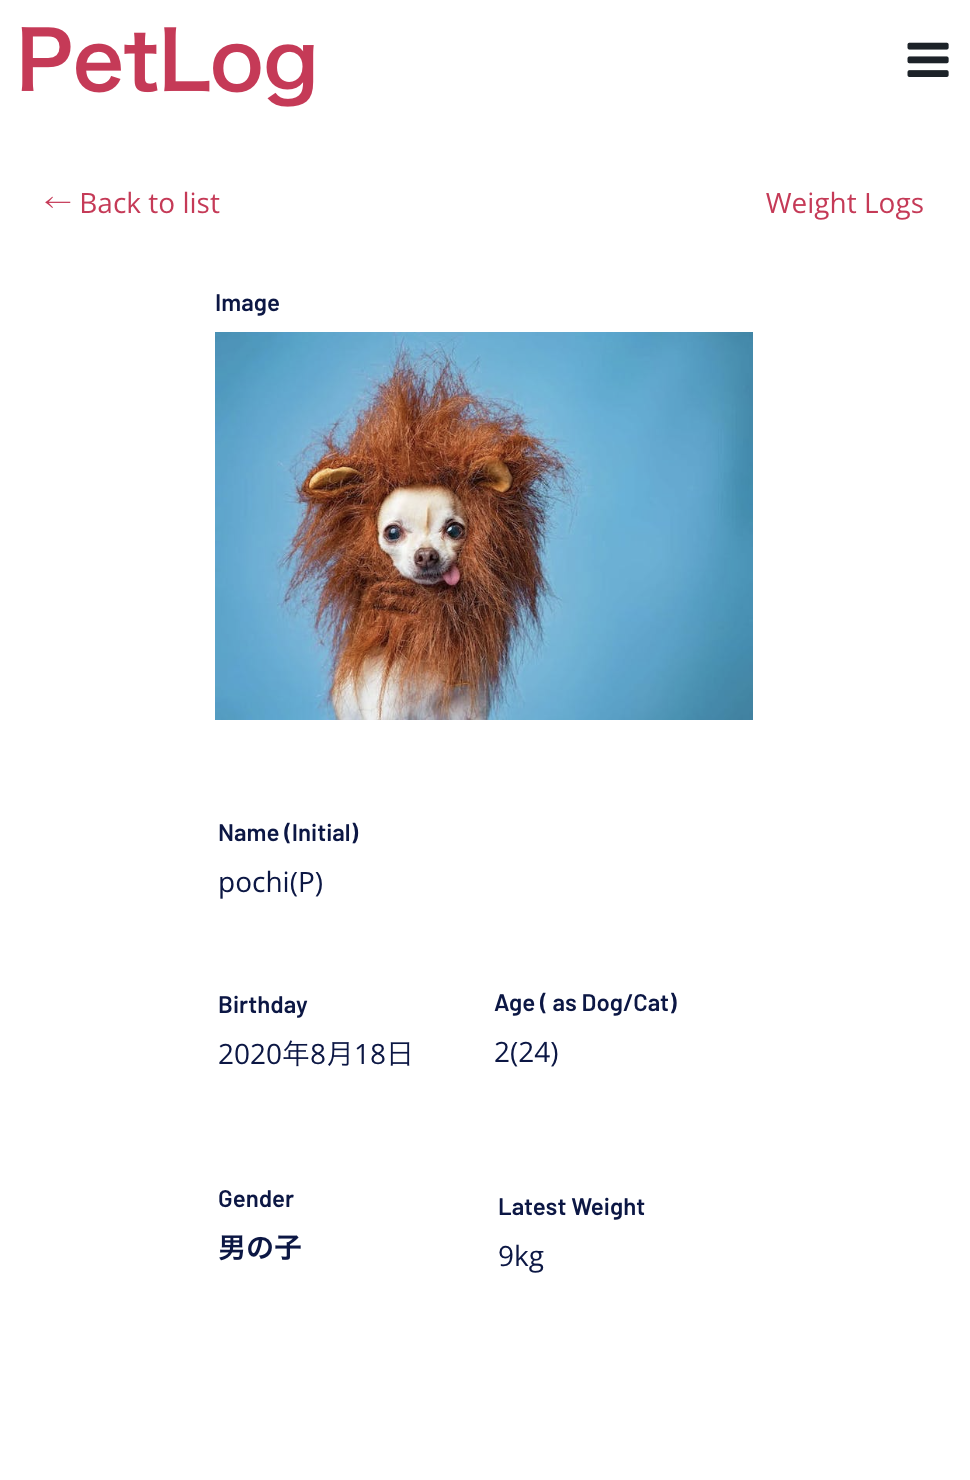 PetLog
← Back to list
Weight Logs
Image
Name (Initial)
pochi(P)
Birthday
2020年8月18日
Age ( as Dog/Cat)
2(24)
Gender
男の子
Latest Weight
9kg